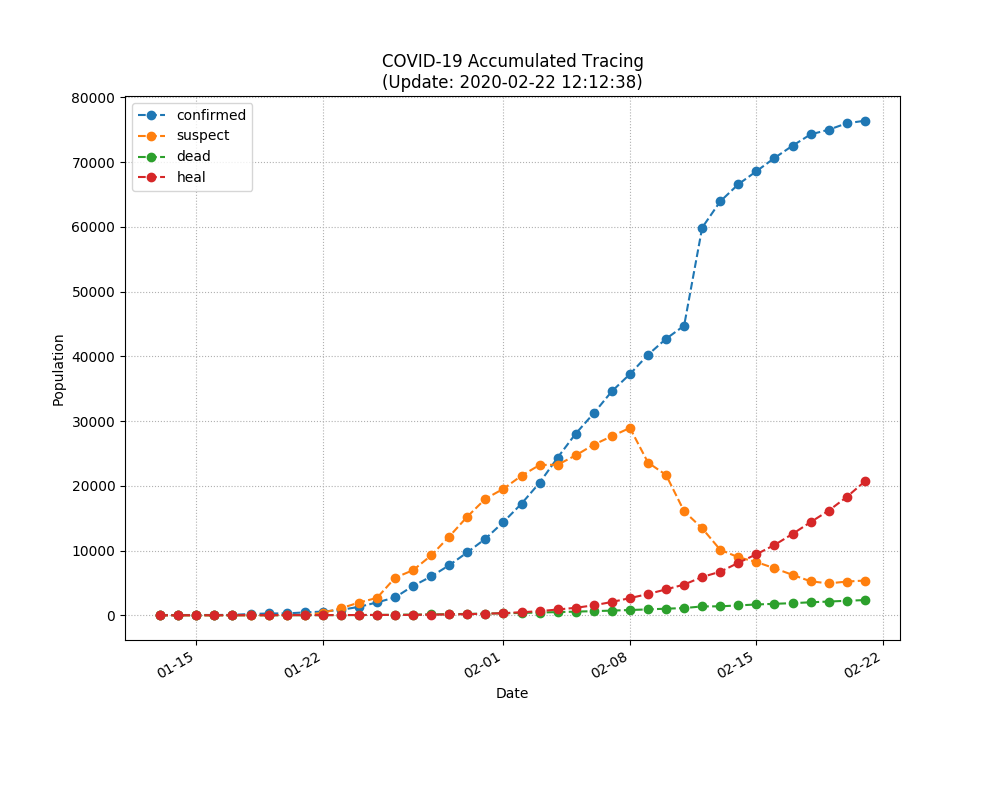 COVID-19 Accumulated Tracing
(Update: 2020-02-22 12:12:38)
80000
70000
60000
50000
40000
30000
20000
10000
0
Population
confirmed
suspect
dead
heal
01-15
01-22
02-01
02-08
02-15
02-22
Date